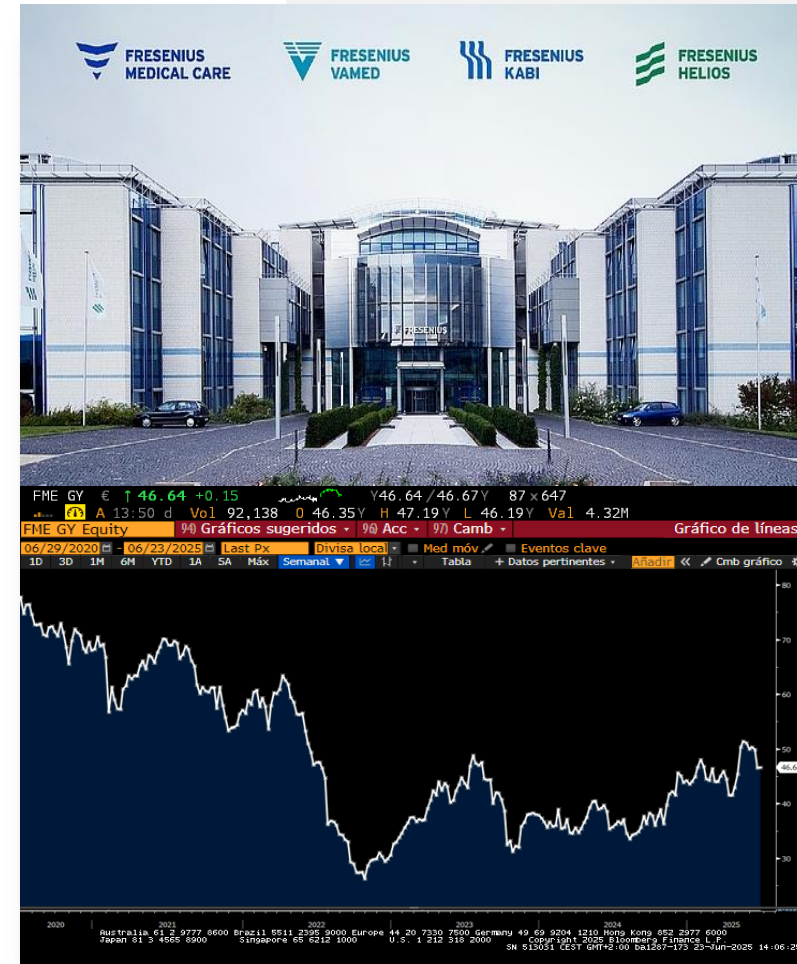 FRESENIUS MEDICAL CARE
FRESENIUS VAMED
FRESENIUS KABI
FRESENIUS HELIOS
FRESENIUS
FME GY € ↑ 46.64 +0.15 Y46.64 /46.67Y 87 x 647
A 13:50 d Vol 92,138 O 46.35Y H 47.19Y L 46.19Y Val 4.32M
FME GY Equity 94) Gráficos sugeridos 96) Acc 97) Camb Gráfico de líneas
06/29/2020 - 06/23/2025 Last Px Divisa local Med móv Eventos clave
1D 3D 1M 6M YTD 1A 5A Máx Semanal ▼ Tabla + Datos pertinentes Añadir « Cmb gráfico
80
70
60
50
46.6
40
30
2020 2021 2022 2023 2024 2025
Australia 61 2 9777 8600 Brazil 5511 2395 9000 Europe 44 20 7330 7500 Germany 49 69 9204 1210 Hong Kong 852 2977 6000
Japan 81 3 4565 8900 Singapore 65 6212 1000 U.S. 1 212 318 2000 Copyright 2025 Bloomberg Finance L.P.
SN 513031 CEST GMT+2:00 23-Jun-2025 14:06:25